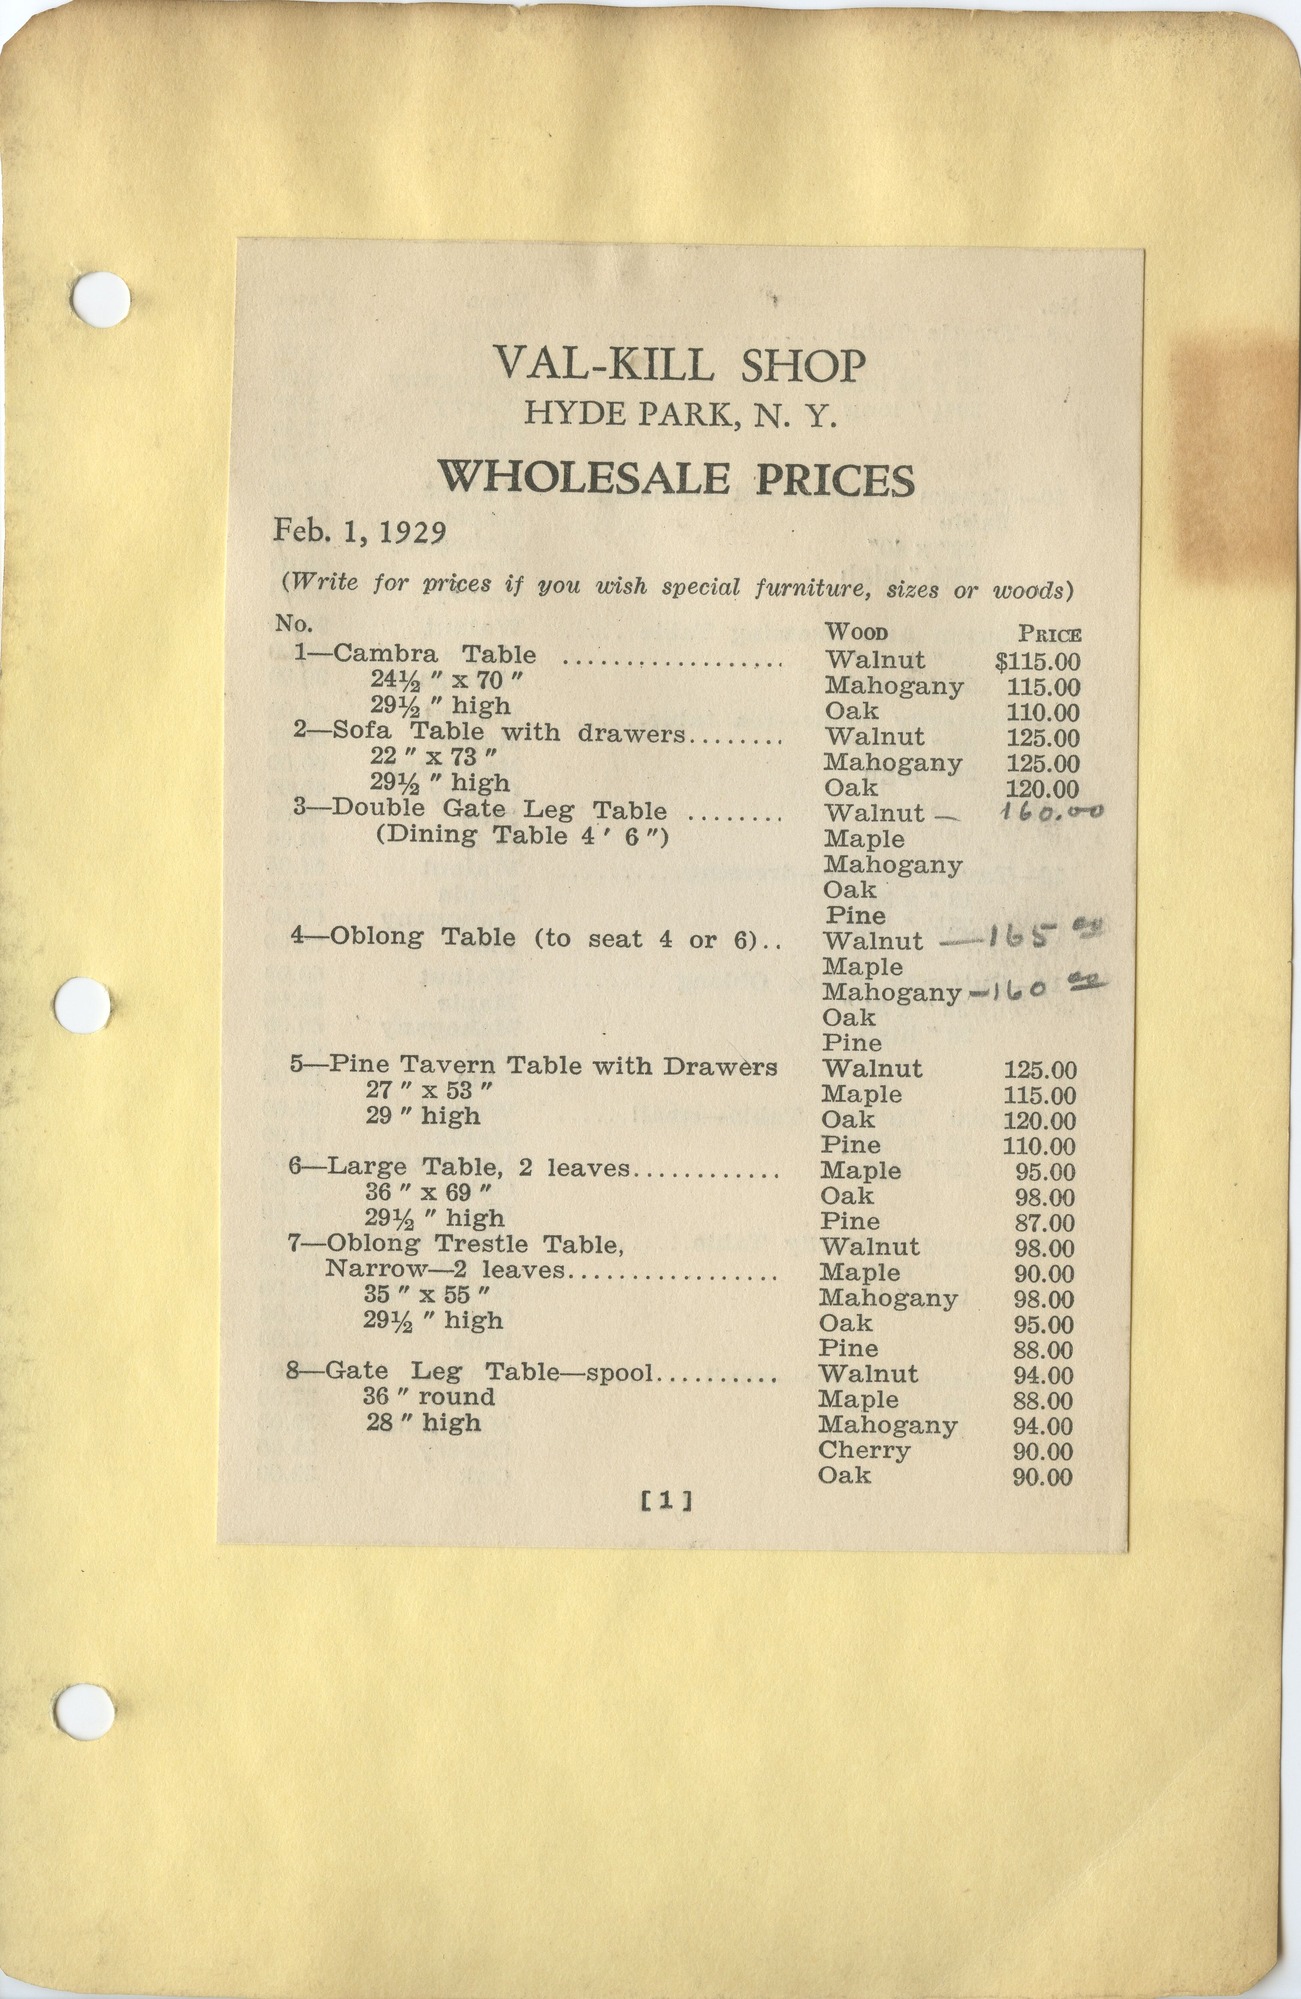 VAL-KILL SHOP
HYDE PARK, N. Y.
WHOLESALE PRICES
Feb. 1, 1929
(Write for prices if you wish special furniture, sizes or woods)
No. WOOD PRICE
1—Cambra Table .................. Walnut $115.00
24½ " x 70 " Mahogany 115.00
29½ " high Oak 110.00
2—Sofa Table with drawers........ Walnut 125.00
22 " x 73 " Mahogany 125.00
29½ " high Oak 120.00
3—Double Gate Leg Table ........ Walnut — 160.00
(Dining Table 4 ' 6 ") Maple
Mahogany
Oak
Pine
4—Oblong Table (to seat 4 or 6).. Walnut — 165 00
Maple
Mahogany - 160 00
Oak
Pine
5—Pine Tavern Table with Drawers Walnut 125.00
27 " x 53 " Maple 115.00
29 " high Oak 120.00
Pine 110.00
6—Large Table, 2 leaves............ Maple 95.00
36 " x 69 " Oak 98.00
29½ " high Pine 87.00
7—Oblong Trestle Table, Walnut 98.00
Narrow—2 leaves................. Maple 90.00
35 " x 55 " Mahogany 98.00
29½ " high Oak 95.00
Pine 88.00
8—Gate Leg Table—spool.......... Walnut 94.00
36 " round Maple 88.00
28 " high Mahogany 94.00
Cherry 90.00
Oak 90.00
[ 1 ]